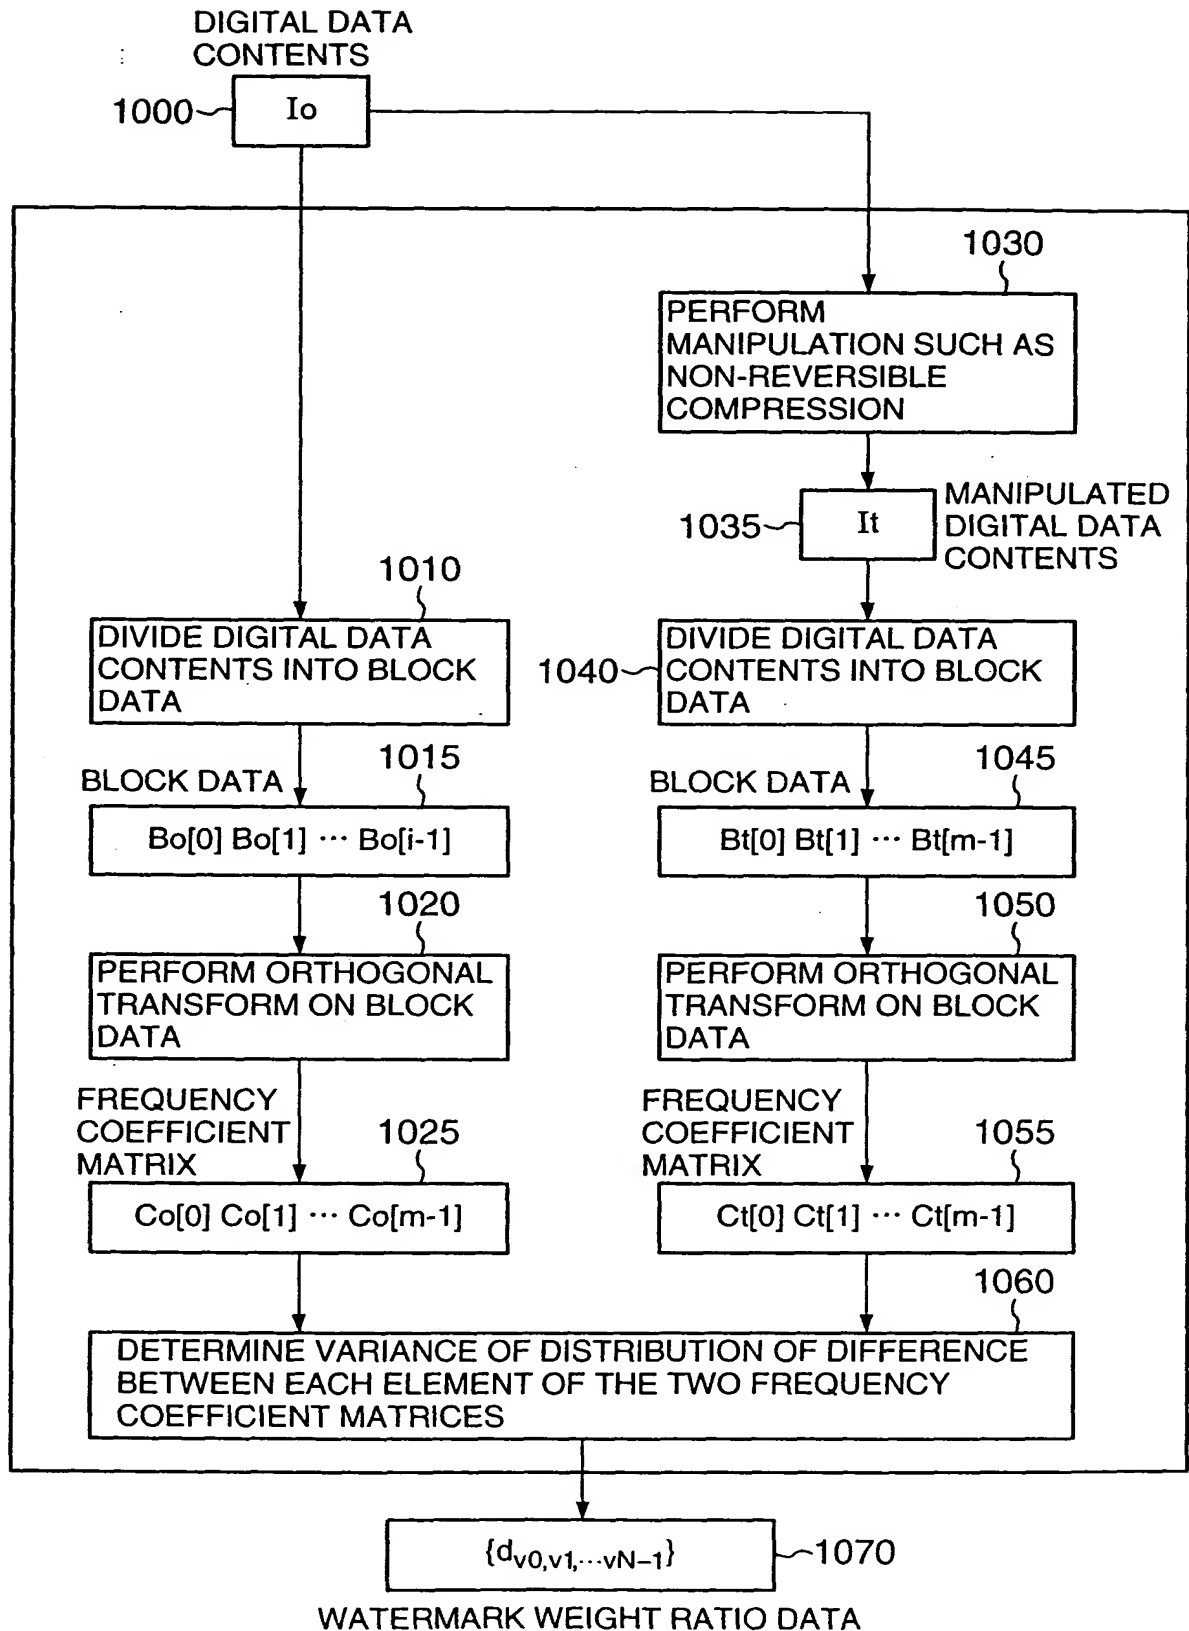 DIGITAL DATA
CONTENTS
1000
Io
1030
PERFORM
MANIPULATION SUCH AS
NON-REVERSIBLE
COMPRESSION
1035
It
MANIPULATED
DIGITAL DATA
CONTENTS
1010
DIVIDE DIGITAL DATA
CONTENTS INTO BLOCK
DATA
1040
DIVIDE DIGITAL DATA
CONTENTS INTO BLOCK
DATA
BLOCK DATA
1015
Bo[0] Bo[1] ··· Bo[i-1]
BLOCK DATA
1045
Bt[0] Bt[1] ··· Bt[m-1]
1020
PERFORM ORTHOGONAL
TRANSFORM ON BLOCK
DATA
1050
PERFORM ORTHOGONAL
TRANSFORM ON BLOCK
DATA
FREQUENCY
COEFFICIENT
MATRIX
1025
Co[0] Co[1] ··· Co[m-1]
FREQUENCY
COEFFICIENT
MATRIX
1055
Ct[0] Ct[1] ··· Ct[m-1]
1060
DETERMINE VARIANCE OF DISTRIBUTION OF DIFFERENCE
BETWEEN EACH ELEMENT OF THE TWO FREQUENCY
COEFFICIENT MATRICES
{dv0,v1,···vN−1}
1070
WATERMARK WEIGHT RATIO DATA